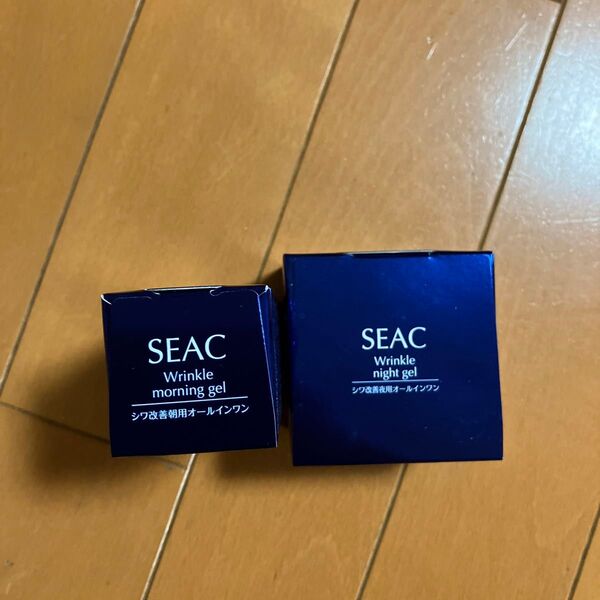 SEAC
Wrinkle
morning gel
シワ改善朝用オールインワン
SEAC
Wrinkle
night gel
シワ改善夜用オールインワン